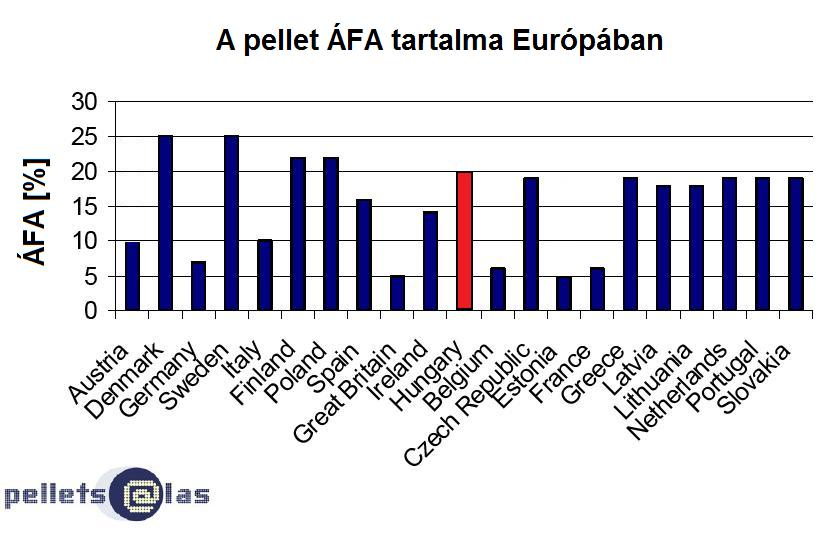 A pellet ÁFA tartalma Európában
ÁFA [%]
30
25
20
15
10
5
0
Austria
Denmark
Germany
Sweden
Italy
Finland
Poland
Spain
Great Britain
Ireland
Hungary
Belgium
Czech Republic
Estonia
France
Greece
Latvia
Lithuania
Netherlands
Portugal
Slovakia
pellets@las